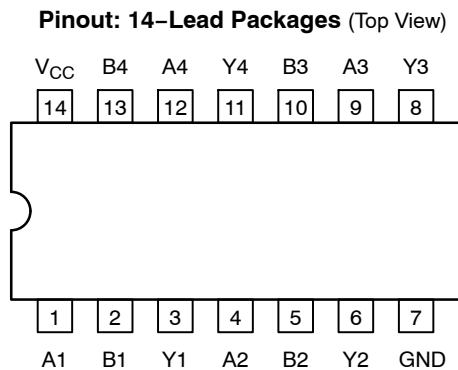 Pinout: 14–Lead Packages (Top View)
VCC B4 A4 Y4 B3 A3 Y3
14 13 12 11 10 9 8
1 2 3 4 5 6 7
A1 B1 Y1 A2 B2 Y2 GND